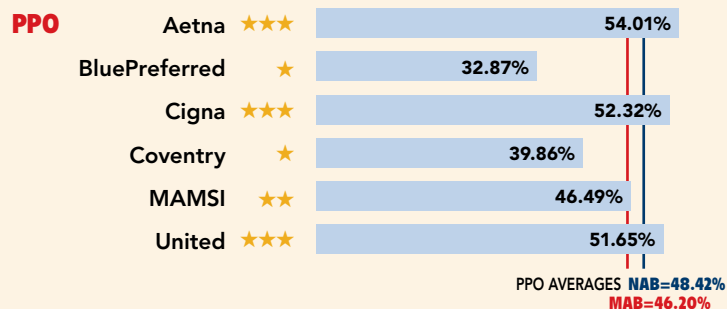 PPO Aetna ★★★ 54.01%
BluePreferred ★ 32.87%
Cigna ★★★ 52.32%
Coventry ★ 39.86%
MAMSI ★★ 46.49%
United ★★★ 51.65%
PPO AVERAGES NAB=48.42%
MAB=46.20%